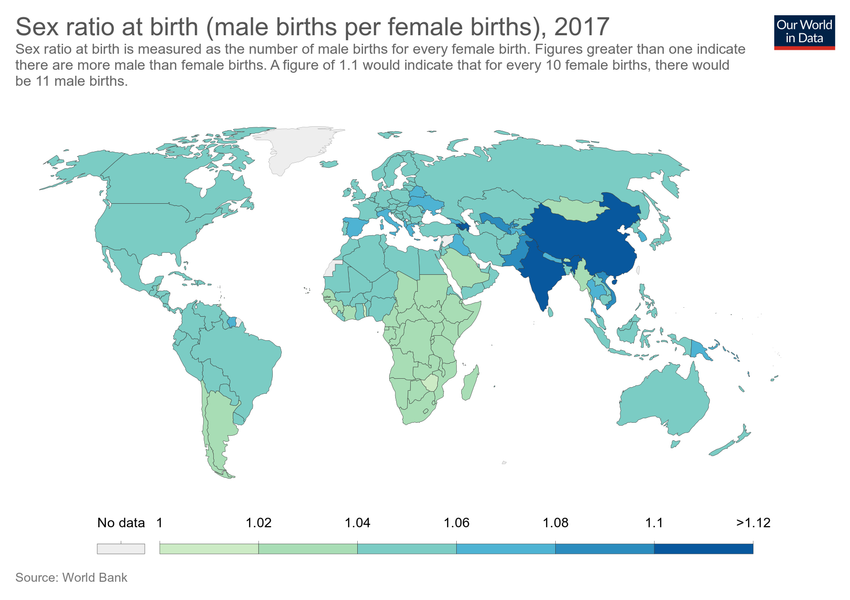 Sex ratio at birth (male births per female births), 2017
Our World
in Data
Sex ratio at birth is measured as the number of male births for every female birth. Figures greater than one indicate
there are more male than female births. A figure of 1.1 would indicate that for every 10 female births, there would
be 11 male births.
No data 1 1.02 1.04 1.06 1.08 1.1 >1.12
Source: World Bank